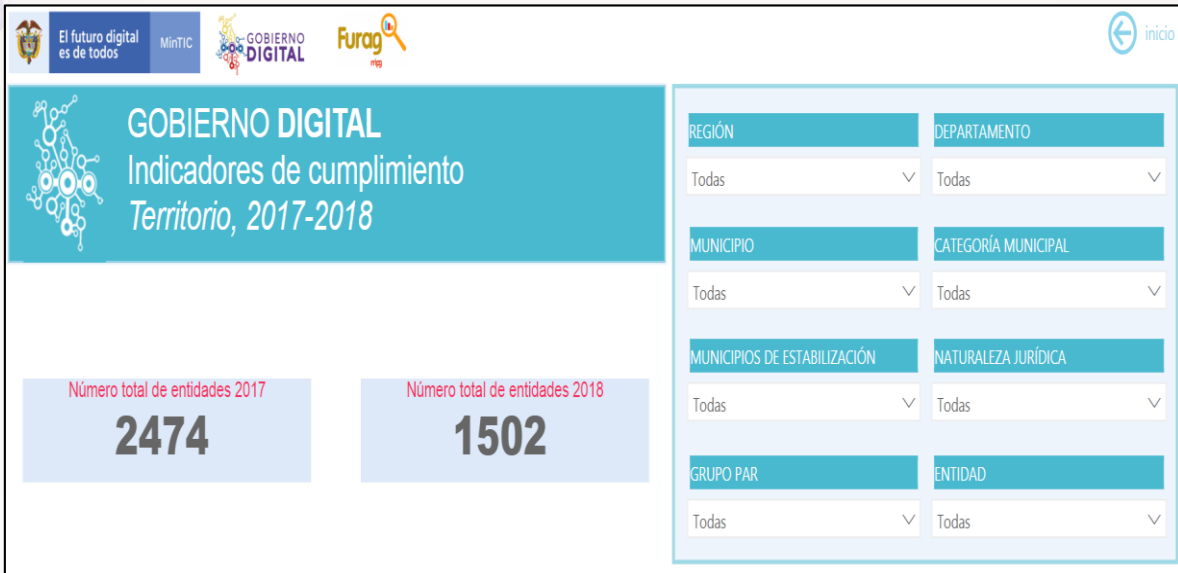 El futuro digital
es de todos
MinTIC
GOBIERNO
DIGITAL
Furag
mipg
inicio
GOBIERNO DIGITAL
Indicadores de cumplimiento
Territorio, 2017-2018
REGIÓN
DEPARTAMENTO
Todas
Todas
MUNICIPIO
CATEGORÍA MUNICIPAL
Todas
Todas
MUNICIPIOS DE ESTABILIZACIÓN
NATURALEZA JURÍDICA
Todas
Todas
GRUPO PAR
ENTIDAD
Todas
Todas
Número total de entidades 2017
2474
Número total de entidades 2018
1502